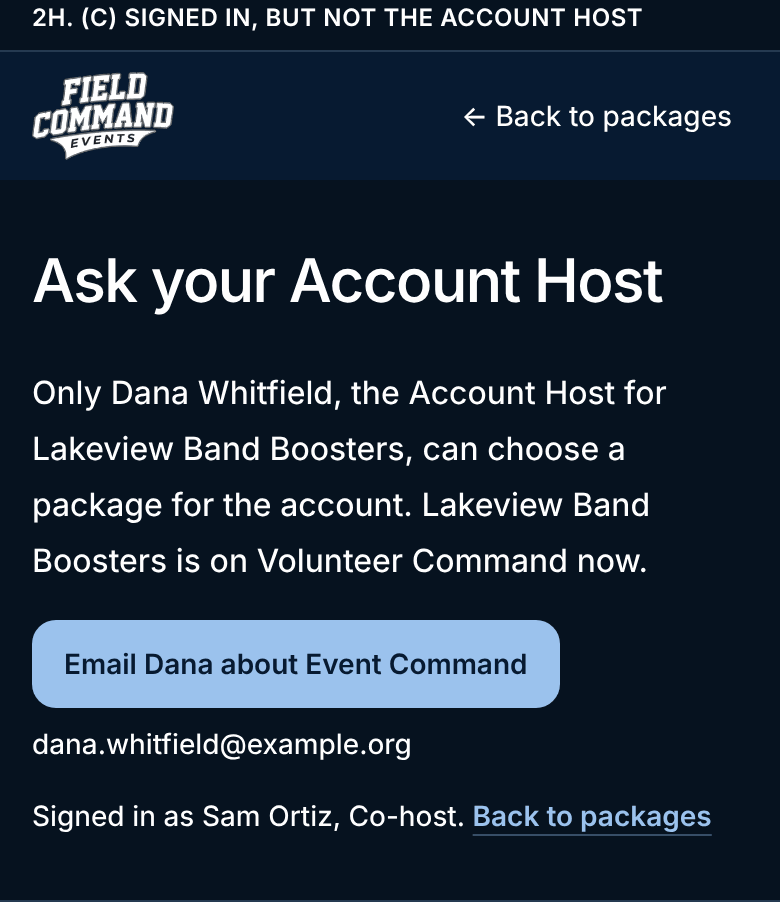 2H. (C) SIGNED IN, BUT NOT THE ACCOUNT HOST
FIELD
COMMAND
EVENTS
← Back to packages
Ask your Account Host
Only Dana Whitfield, the Account Host for
Lakeview Band Boosters, can choose a
package for the account. Lakeview Band
Boosters is on Volunteer Command now.
Email Dana about Event Command
dana.whitfield@example.org
Signed in as Sam Ortiz, Co-host. Back to packages